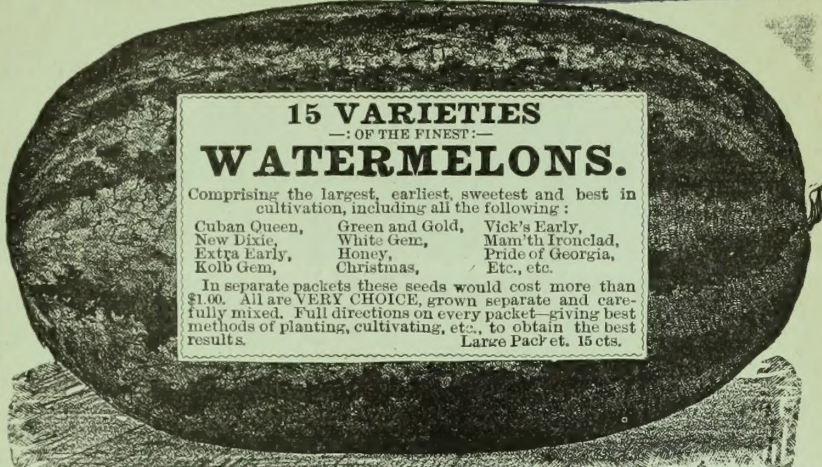 15 VARIETIES
—: OF THE FINEST :—
WATERMELONS.
Comprising the largest, earliest, sweetest and best in
cultivation, including all the following :
Cuban Queen, Green and Gold, Vick's Early,
New Dixie, White Gem, Mam'th Ironclad,
Extra Early, Honey, Pride of Georgia,
Kolb Gem, Christmas, Etc., etc.
In separate packets these seeds would cost more than
$1.00. All are VERY CHOICE, grown separate and care-
fully mixed. Full directions on every packet—giving best
methods of planting, cultivating, etc., to obtain the best
results. Large Packet. 15 cts.